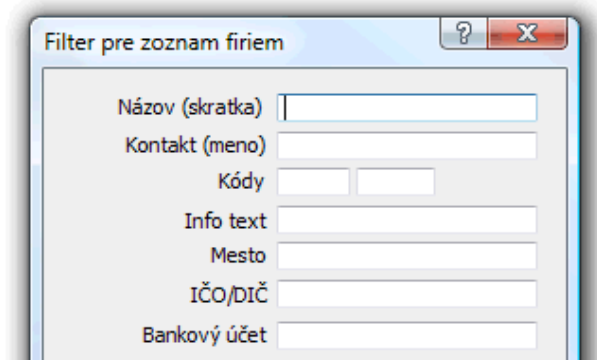 Filter pre zoznam firiem
Názov (skratka)
Kontakt (meno)
Kódy
Info text
Mesto
IČO/DIČ
Bankový účet